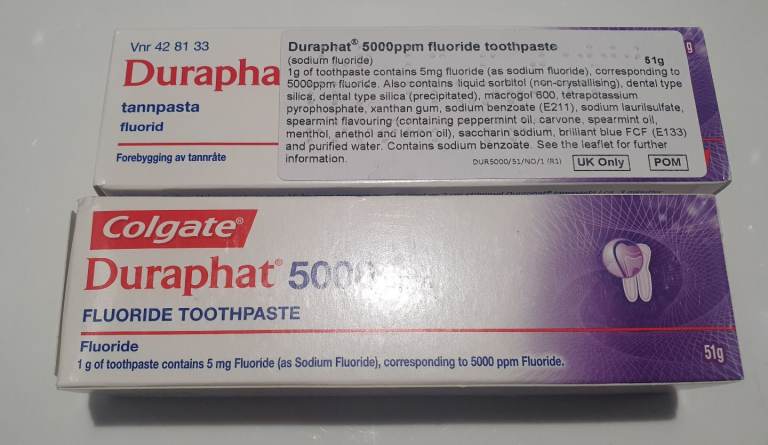 Vnr 42 81 33
Durapha
tannpasta
fluorid
Forebygging av tannråte
Duraphat® 5000ppm fluoride toothpaste
(sodium fluoride) 51g
1g of toothpaste contains 5mg fluoride (as sodium fluoride), corresponding to
5000ppm fluoride. Also contains liquid sorbitol (non-crystallising), dental type
silica, dental type silica (precipitated), macrogol 600, tetrapotassium
pyrophosphate, xanthan gum, sodium benzoate (E211), sodium laurilsulfate,
spearmint flavouring (containing peppermint oil, carvone, spearmint oil,
menthol, anethol and lemon oil), saccharin sodium, brilliant blue FCF (E133)
and purified water. Contains sodium benzoate. See the leaflet for further
information. DUR5000/51/NO/1 (R1) UK Only POM
g
Colgate®
Duraphat® 5000
FLUORIDE TOOTHPASTE
Fluoride
1 g of toothpaste contains 5 mg Fluoride (as Sodium Fluoride), corresponding to 5000 ppm Fluoride.
51g